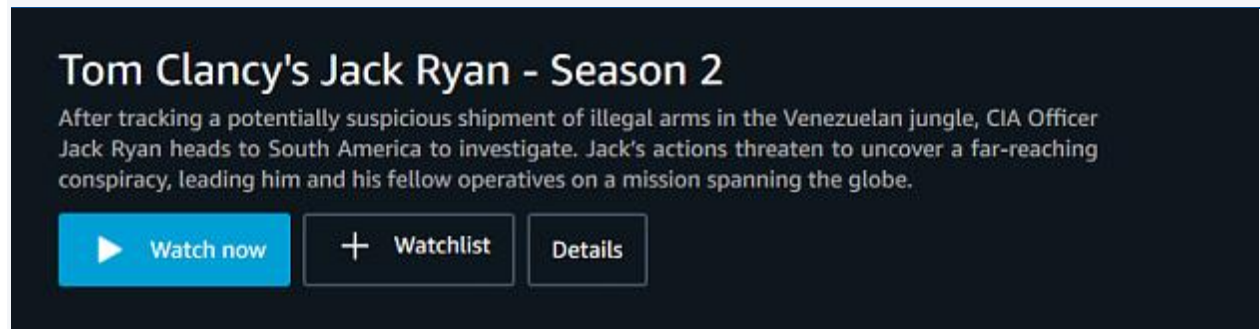 Tom Clancy's Jack Ryan - Season 2
After tracking a potentially suspicious shipment of illegal arms in the Venezuelan jungle, CIA Officer
Jack Ryan heads to South America to investigate. Jack’s actions threaten to uncover a far-reaching
conspiracy, leading him and his fellow operatives on a mission spanning the globe.
Watch now + Watchlist Details